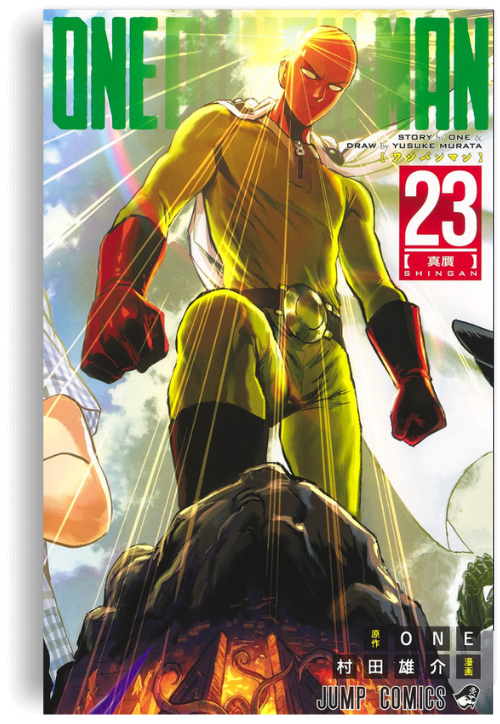 ONE PUNCH MAN
STORY by ONE &
DRAW by YUSUKE MURATA
[ワンパンマン]
23
【真贋】
SHINGAN
原作 ONE
村田雄介 漫画
JUMP COMICS